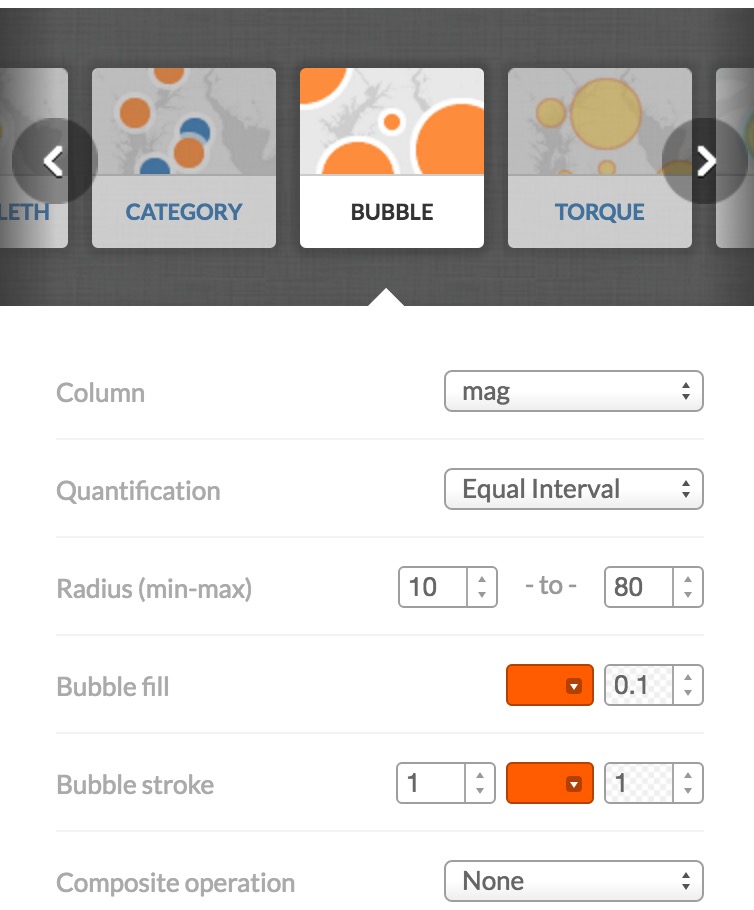 LETH CATEGORY BUBBLE TORQUE
Column mag
Quantification Equal Interval
Radius (min-max) 10 - to - 80
Bubble fill 0.1
Bubble stroke 1 1
Composite operation None